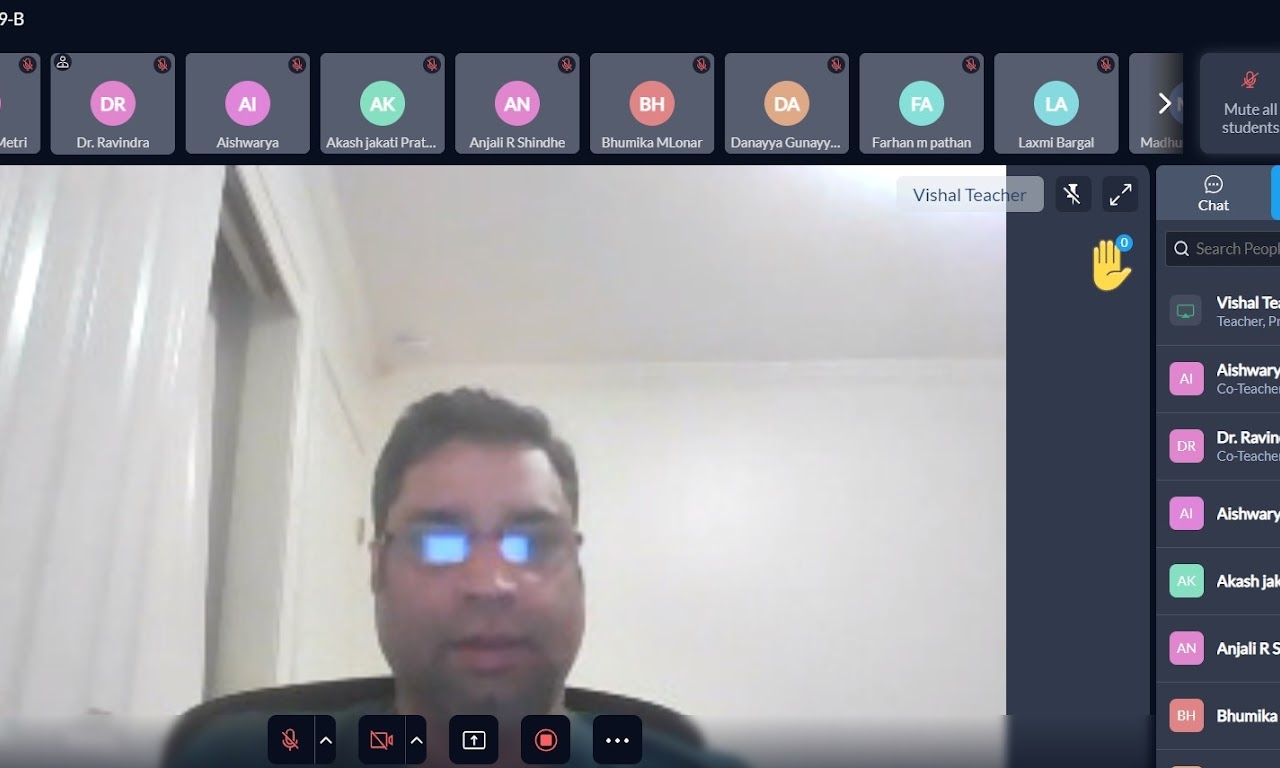 9-B
Metri
DR
Dr. Ravindra
AI
Aishwarya
AK
Akash jakati Prat...
AN
Anjali R Shindhe
BH
Bhumika MLonar
DA
Danayya Gunayy...
FA
Farhan m pathan
LA
Laxmi Bargal
Madhu
Mute all
students
Vishal Teacher
0
Chat
Search Peopl
Vishal Tea
Teacher, Pr
AI
Aishwary
Co-Teacher
DR
Dr. Ravin
Co-Teacher
AI
Aishwary
AK
Akash jak
AN
Anjali R S
BH
Bhumika